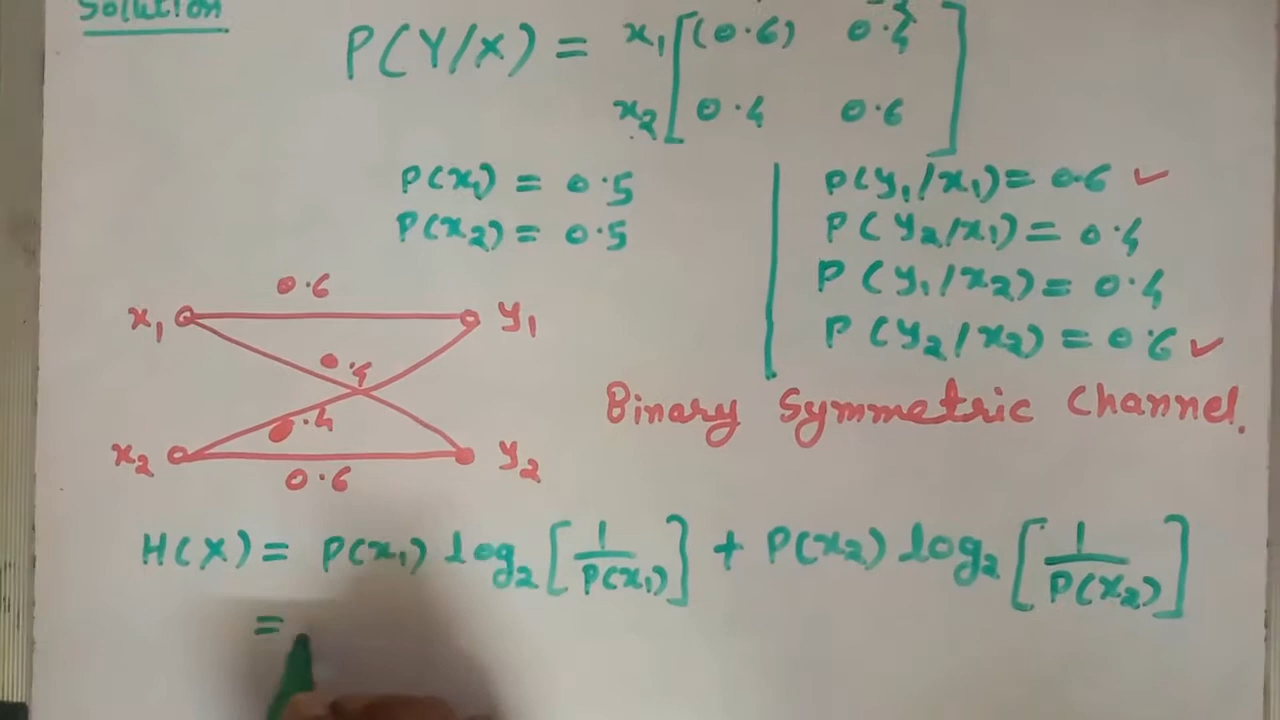 Solution
P(Y/X) = x₁ [(0.6) 0.4
x₂ 0.4 0.6]
P(x₁) = 0.5
P(x₂) = 0.5
P(y₁/x₁) = 0.6 ✓
P(y₂/x₁) = 0.4
P(y₁/x₂) = 0.4
P(y₂/x₂) = 0.6 ✓
0.6
x₁ y₁
0.4
0.4
x₂ y₂
0.6
Binary Symmetric Channel.
H(X) = P(x₁) log₂ [1/P(x₁)] + P(x₂) log₂ [1/P(x₂)]
=